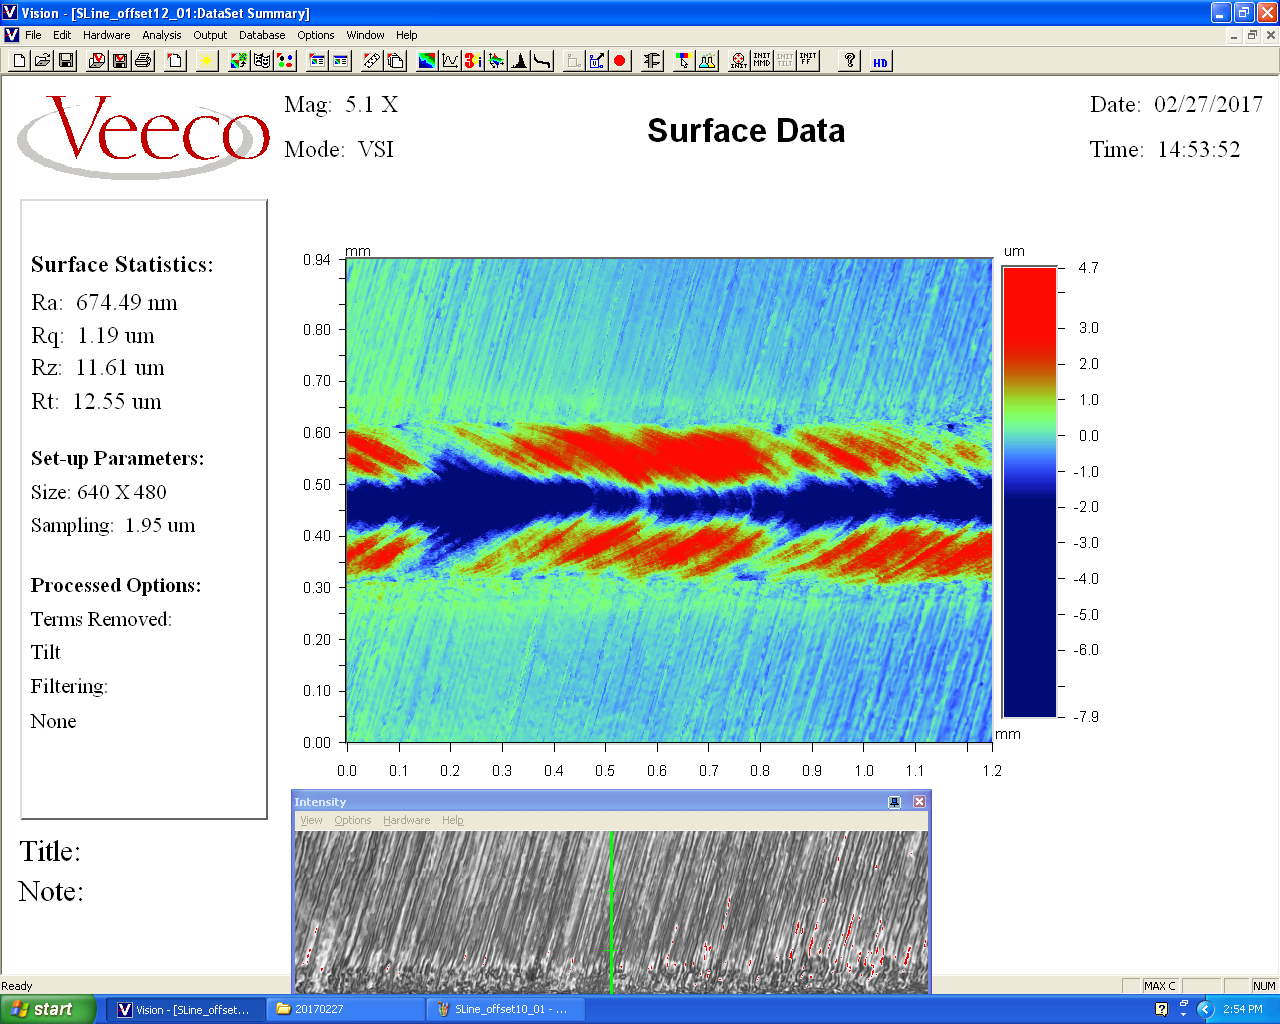 Vision - [SLine_offset12_01:DataSet Summary]
File Edit Hardware Analysis Output Database Options Window Help
INIT INIT MMD INIT TILT INIT FF ? HD
Veeco
Mag: 5.1 X
Mode: VSI
Surface Data
Date: 02/27/2017
Time: 14:53:52
Surface Statistics:
Ra: 674.49 nm
Rq: 1.19 um
Rz: 11.61 um
Rt: 12.55 um
Set-up Parameters:
Size: 640 X 480
Sampling: 1.95 um
Processed Options:
Terms Removed:
Tilt
Filtering:
None
Title:
Note:
mm
0.94
0.80
0.70
0.60
0.50
0.40
0.30
0.20
0.10
0.00
0.0 0.1 0.2 0.3 0.4 0.5 0.6 0.7 0.8 0.9 1.0 1.1 1.2
mm
um
4.7
3.0
2.0
1.0
0.0
-1.0
-2.0
-3.0
-4.0
-5.0
-6.0
-7.9
Intensity
View Options Hardware Help
Ready
MAX C
NUM
start
Vision - [SLine_offset...
20170227
SLine_offset10_01 - ...
2:54 PM